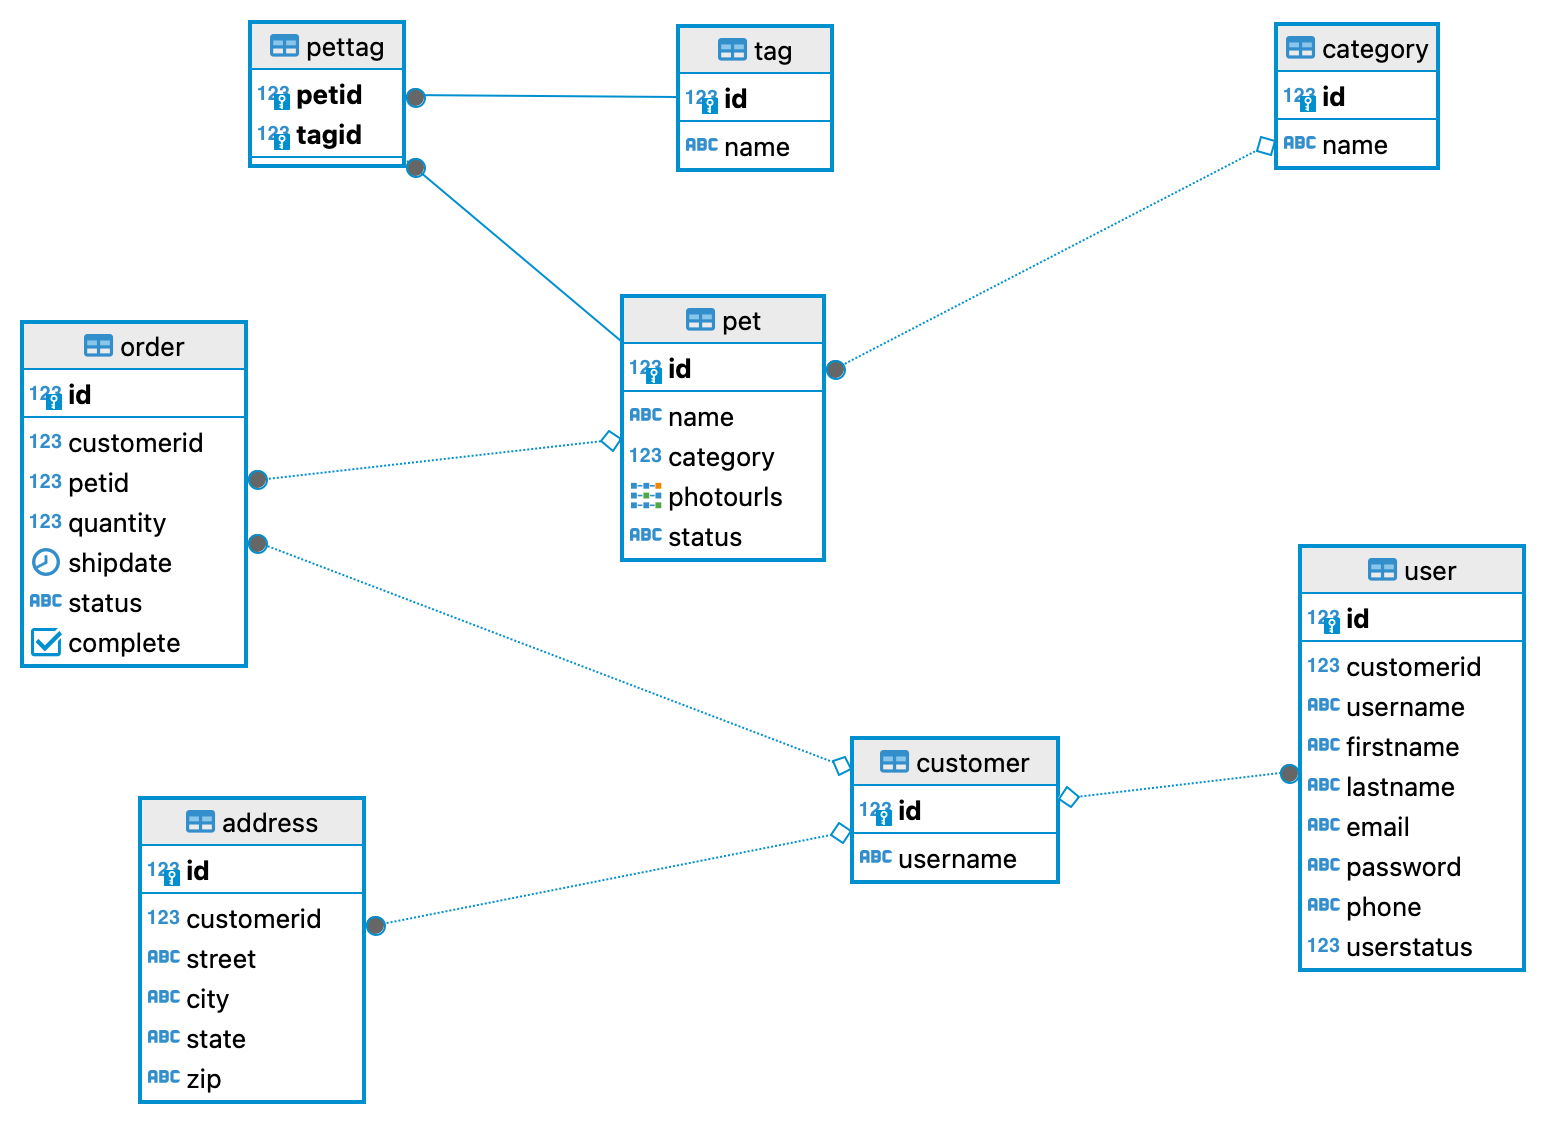 pettag
123 petid
123 tagid
tag
123 id
ABC name
category
123 id
ABC name
pet
123 id
ABC name
123 category
photourls
ABC status
order
123 id
123 customerid
123 petid
123 quantity
shipdate
ABC status
complete
user
123 id
123 customerid
ABC username
ABC firstname
ABC lastname
ABC email
ABC password
ABC phone
123 userstatus
customer
123 id
ABC username
address
123 id
123 customerid
ABC street
ABC city
ABC state
ABC zip